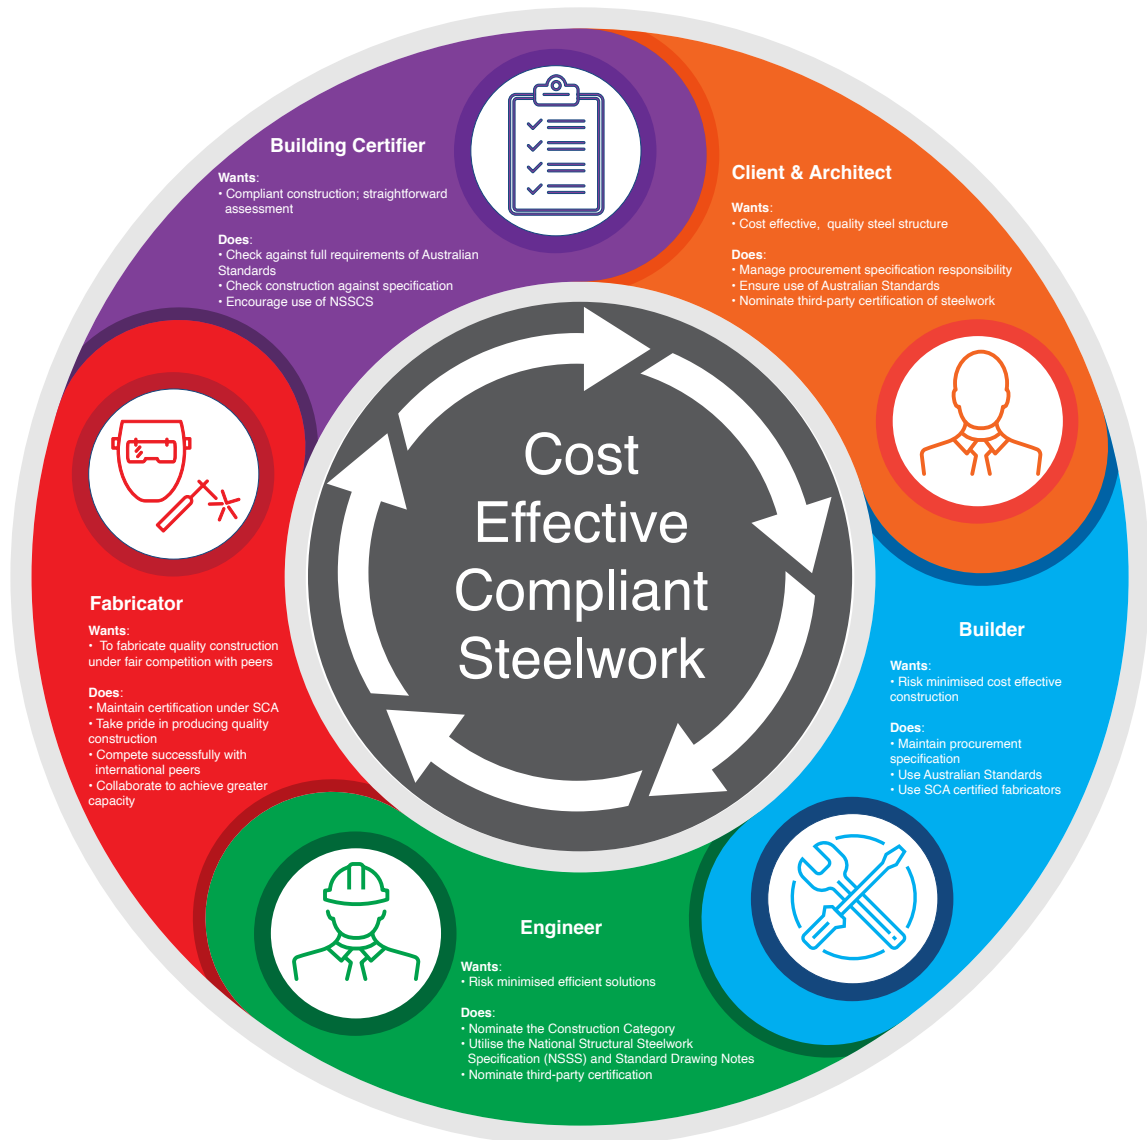 Building Certifier
Wants:
• Compliant construction; straightforward
assessment
Does:
• Check against full requirements of Australian
Standards
• Check construction against specification
• Encourage use of NSSCS
Client & Architect
Wants:
• Cost effective, quality steel structure
Does:
• Manage procurement specification responsibility
• Ensure use of Australian Standards
• Nominate third-party certification of steelwork
Cost
Effective
Compliant
Steelwork
Fabricator
Wants:
• To fabricate quality construction
under fair competition with peers
Does:
• Maintain certification under SCA
• Take pride in producing quality
construction
• Compete successfully with
international peers
• Collaborate to achieve greater
capacity
Builder
Wants:
• Risk minimised cost effective
construction
Does:
• Maintain procurement
specification
• Use Australian Standards
• Use SCA certified fabricators
Engineer
Wants:
• Risk minimised efficient solutions
Does:
• Nominate the Construction Category
• Utilise the National Structural Steelwork
Specification (NSSS) and Standard Drawing Notes
• Nominate third-party certification